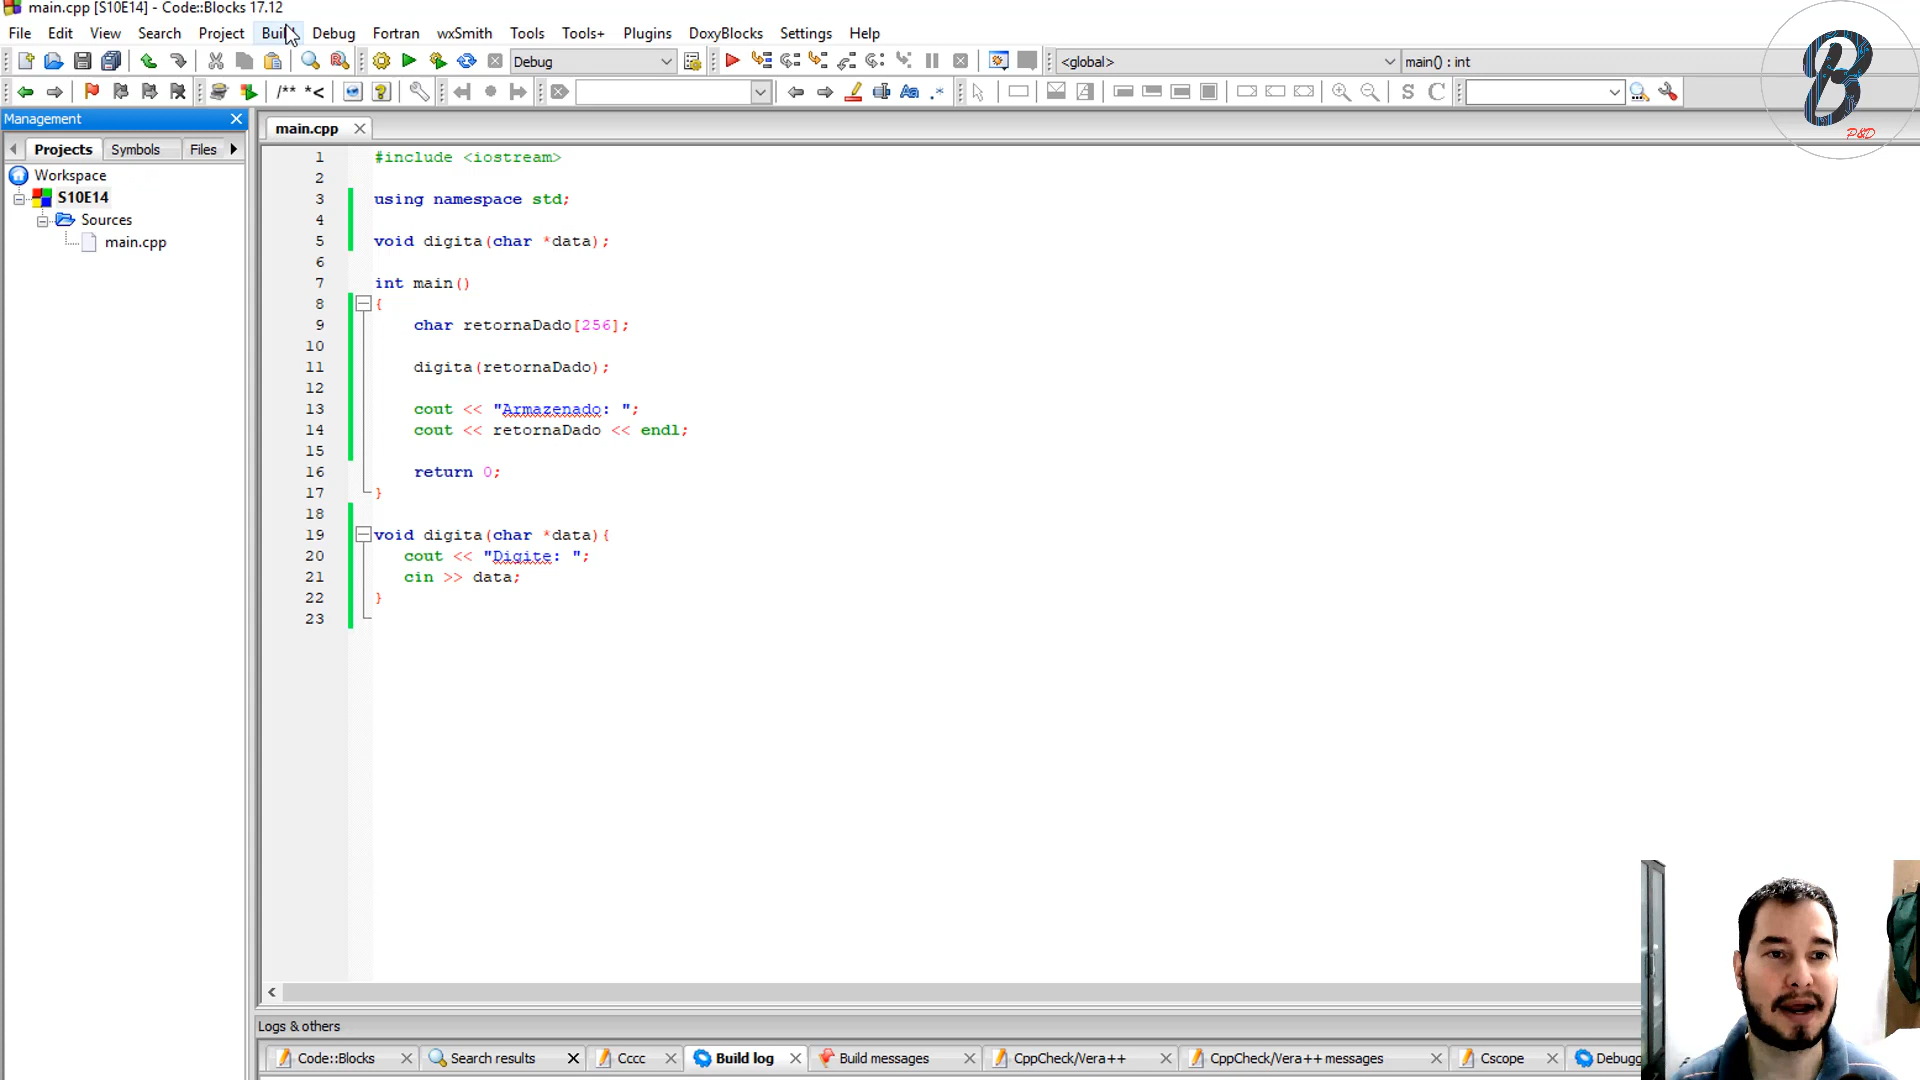 main.cpp [S10E14] - Code::Blocks 17.12
File Edit View Search Project Build Debug Fortran wxSmith Tools Tools+ Plugins DoxyBlocks Settings Help
Debug <global> main() : int
/** *<
S C
B
P&D
Management
Projects Symbols Files
main.cpp
Workspace
S10E14
Sources
main.cpp
1 #include <iostream>
2
3 using namespace std;
4
5 void digita(char *data);
6
7 int main()
8 {
9 char retornaDado[256];
10
11 digita(retornaDado);
12
13 cout << "Armazenado: ";
14 cout << retornaDado << endl;
15
16 return 0;
17 }
18
19 void digita(char *data){
20 cout << "Digite: ";
21 cin >> data;
22 }
23
Logs & others
Code::Blocks Search results Cccc Build log Build messages CppCheck/Vera++ CppCheck/Vera++ messages Cscope